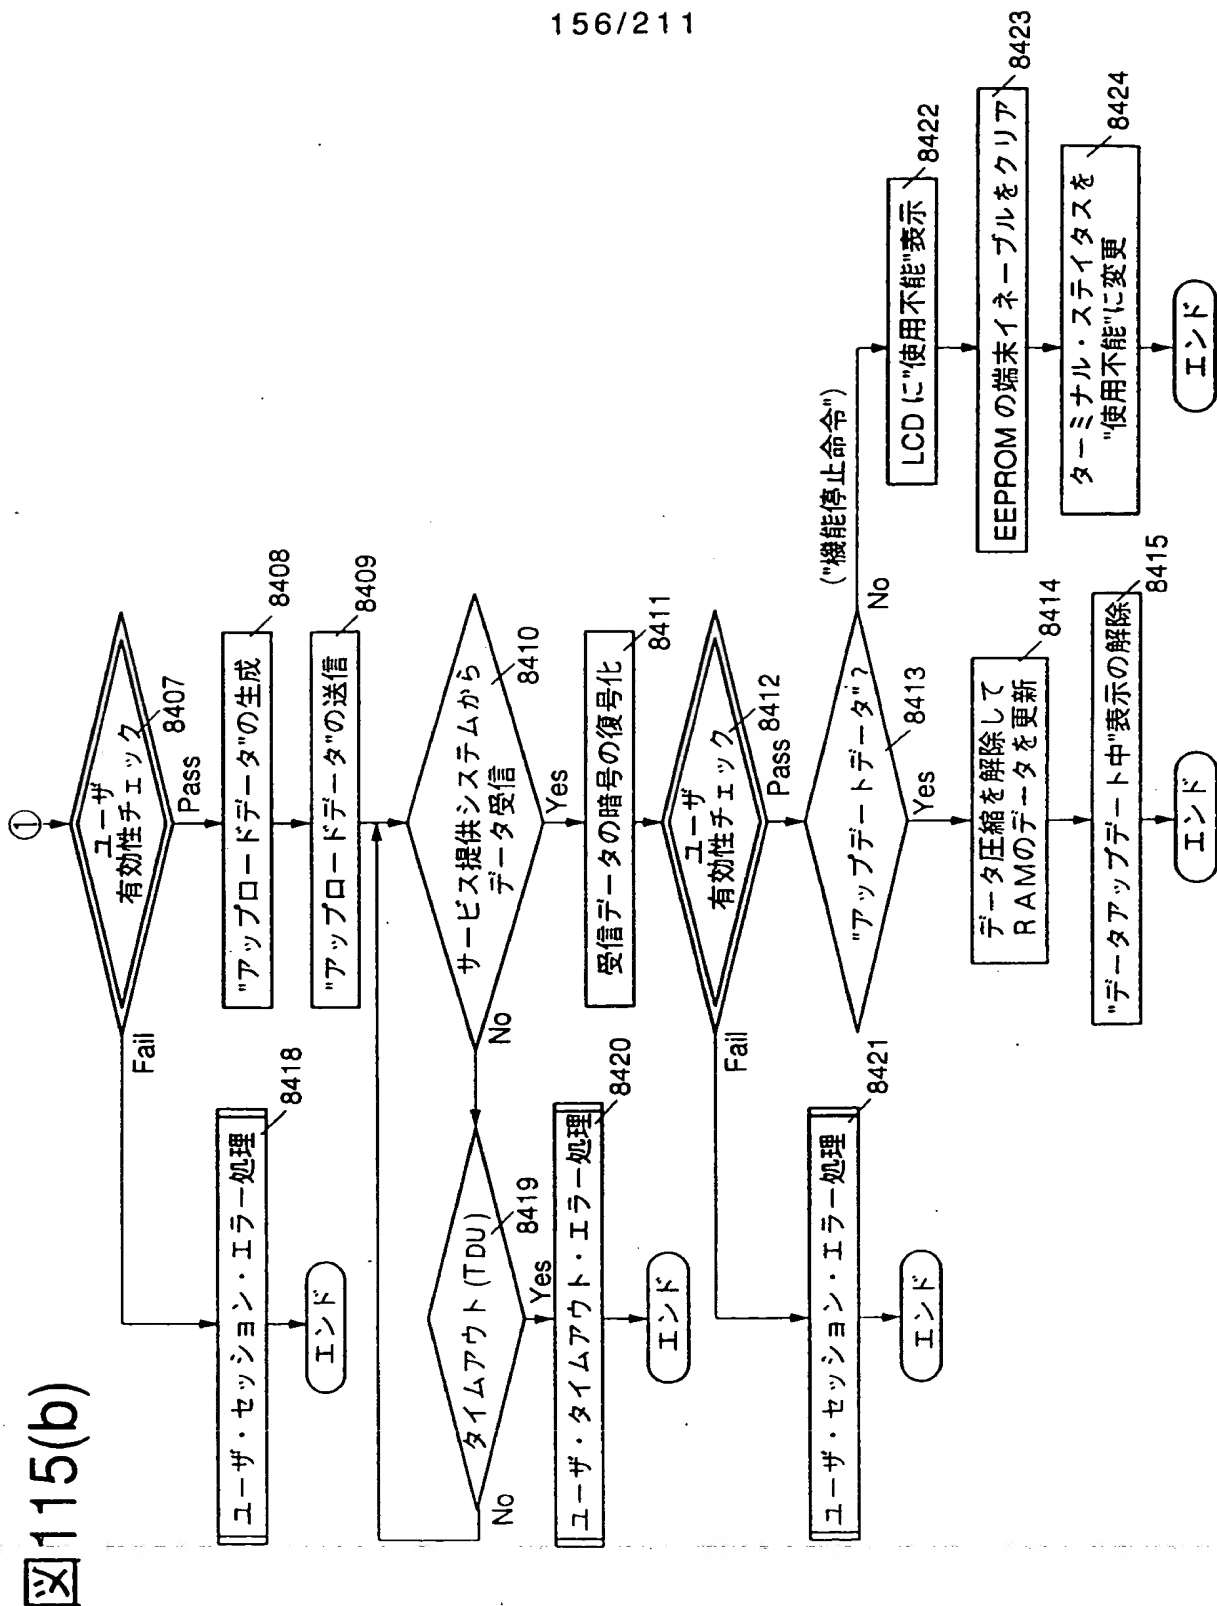 156/211
図115(b)
①
ユーザ
有効性チェック
8407
Fail
Pass
"アップロードデータ"の生成
8408
"アップロードデータ"の送信
8409
サービス提供システムから
データ受信
8410
No
Yes
受信データの暗号の復号化
8411
ユーザ
有効性チェック
8412
Fail
Pass
"アップデートデータ"?
8413
No
("機能停止命令")
Yes
データ圧縮を解除して
RAMのデータを更新
8414
"データアップデート中"表示の解除
8415
エンド
ユーザ・セッション・エラー処理
8418
エンド
タイムアウト(TDU)
8419
No
Yes
ユーザ・タイムアウト・エラー処理
8420
エンド
ユーザ・セッション・エラー処理
8421
エンド
LCDに"使用不能"表示
8422
EEPROMの端末イネーブルをクリア
8423
ターミナル・ステイタスを
"使用不能"に変更
8424
エンド